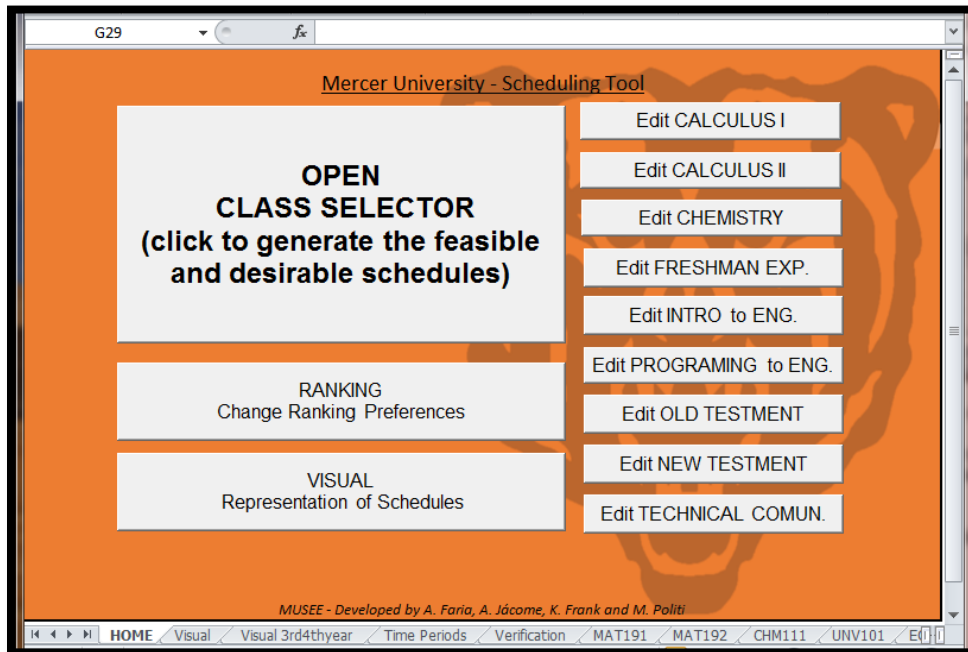 G29
fx
Mercer University - Scheduling Tool
OPEN
CLASS SELECTOR
(click to generate the feasible
and desirable schedules)
RANKING
Change Ranking Preferences
VISUAL
Representation of Schedules
Edit CALCULUS I
Edit CALCULUS II
Edit CHEMISTRY
Edit FRESHMAN EXP.
Edit INTRO to ENG.
Edit PROGRAMING to ENG.
Edit OLD TESTMENT
Edit NEW TESTMENT
Edit TECHNICAL COMUN.
MUSEE - Developed by A. Faria, A. Jácome, K. Frank and M. Politi
HOME Visual Visual 3rd4thyear Time Periods Verification MAT191 MAT192 CHM111 UNV101